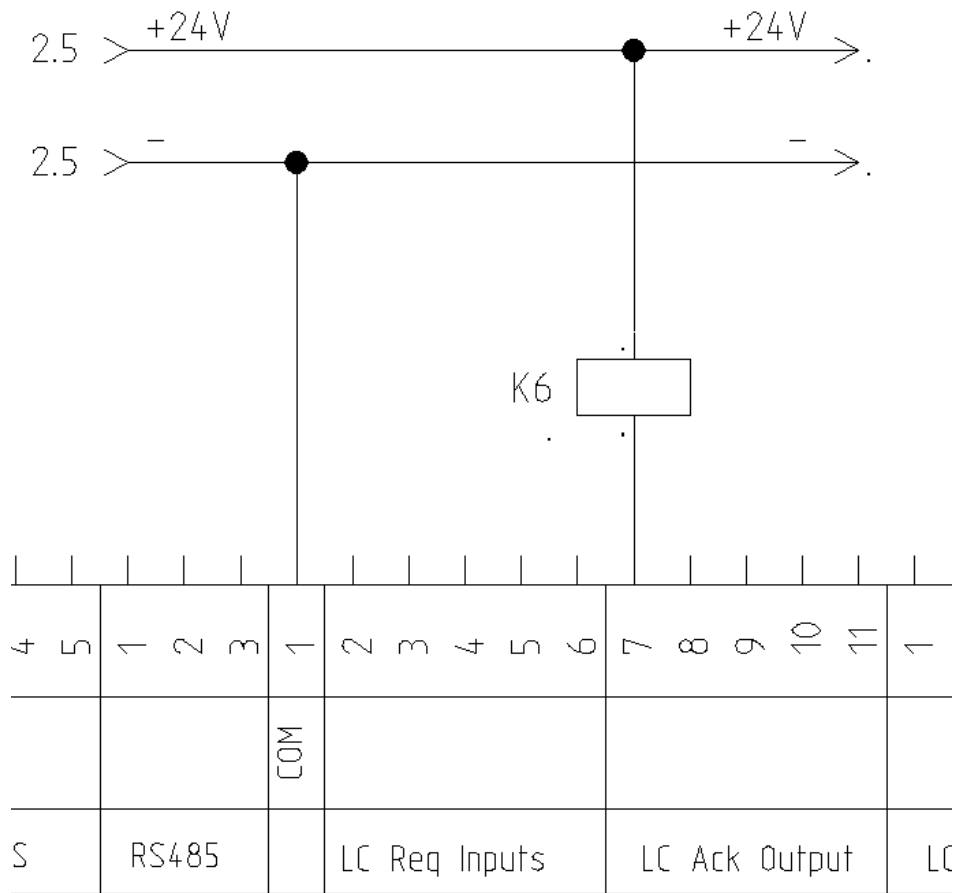 2.5 +24V +24V .
2.5 - - .
K6
4 5 1 2 3 1 2 3 4 5 6 7 8 9 10 11 1
COM
S RS485 LC Req Inputs LC Ack Output LC